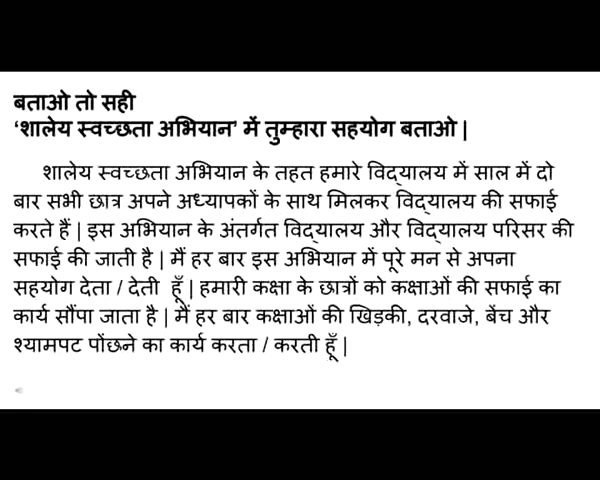 बताओ तो सही
‘शालेय स्वच्छता अभियान’ में तुम्हारा सहयोग बताओ |
शालेय स्वच्छता अभियान के तहत हमारे विद्यालय में साल में दो
बार सभी छात्र अपने अध्यापकों के साथ मिलकर विद्यालय की सफाई
करते हैं | इस अभियान के अंतर्गत विद्यालय और विद्यालय परिसर की
सफाई की जाती है | मैं हर बार इस अभियान में पूरे मन से अपना
सहयोग देता / देती हूँ | हमारी कक्षा के छात्रों को कक्षाओं की सफाई का
कार्य सौंपा जाता है | मैं हर बार कक्षाओं की खिड़की, दरवाजे, बेंच और
श्यामपट पोंछने का कार्य करता / करती हूँ |